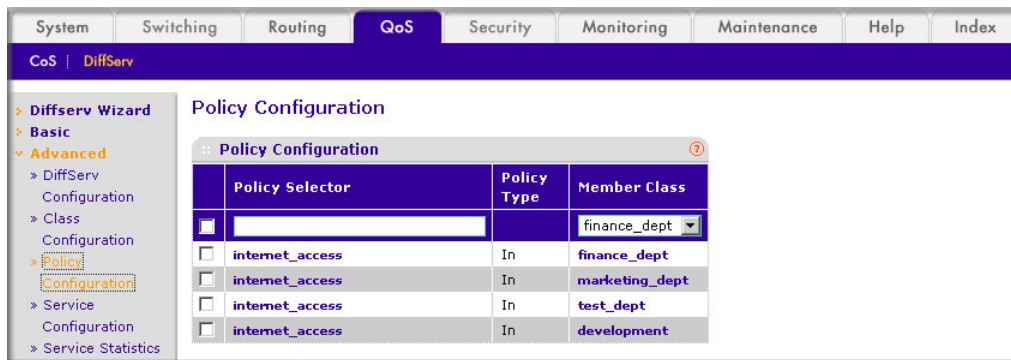 System Switching Routing QoS Security Monitoring Maintenance Help Index
CoS | DiffServ
Diffserv Wizard
Basic
Advanced
» DiffServ
Configuration
» Class
Configuration
» Policy
Configuration
» Service
Configuration
» Service Statistics
Policy Configuration
Policy Configuration ?
Policy Selector Policy Type Member Class
finance_dept
internet_access In finance_dept
internet_access In marketing_dept
internet_access In test_dept
internet_access In development